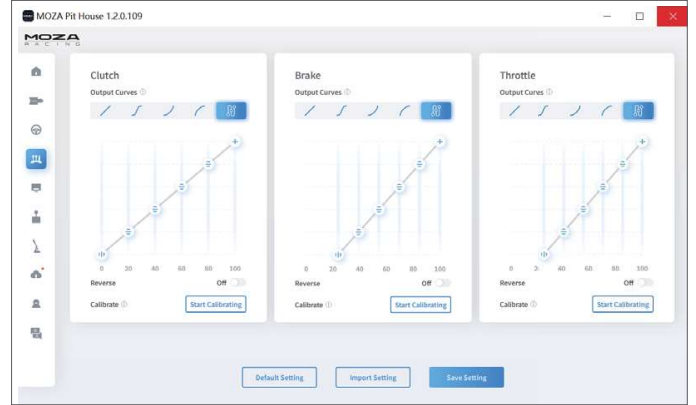 MOZA Pit House 1.2.0.109
MOZA
RACING
Clutch
Output Curves
0 20 40 60 80 100
Reverse Off
Calibrate Start Calibrating
Brake
Output Curves
0 20 40 60 80 100
Reverse Off
Calibrate Start Calibrating
Throttle
Output Curves
0 2 40 60 80 100
Reverse Off
Calibrate Start Calibrating
Default Setting Import Setting Save Setting